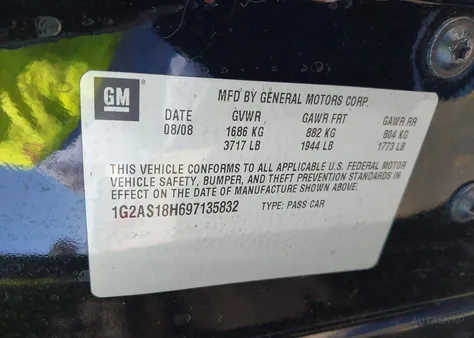 GM
MFD BY GENERAL MOTORS CORP.
DATE GVWR GAWR FRT GAWR RR
08/08 1686 KG 882 KG 804 KG
3717 LB 1944 LB 1773 LB
THIS VEHICLE CONFORMS TO ALL APPLICABLE U.S. FEDERAL MOTOR
VEHICLE SAFETY, BUMPER, AND THEFT PREVENTION STANDARDS IN
EFFECT ON THE DATE OF MANUFACTURE SHOWN ABOVE.
1G2AS18H697135832 TYPE: PASS CAR